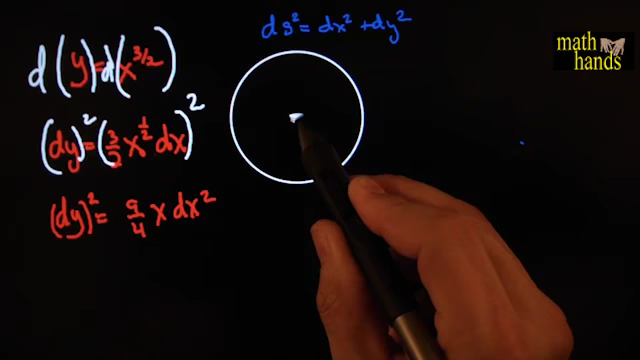 ds² = dx² + dy²
d(y) = d(x^{3/2})
(dy)² = (3/2 x^{1/2} dx)²
(dy)² = 9/4 x dx²
math
hands